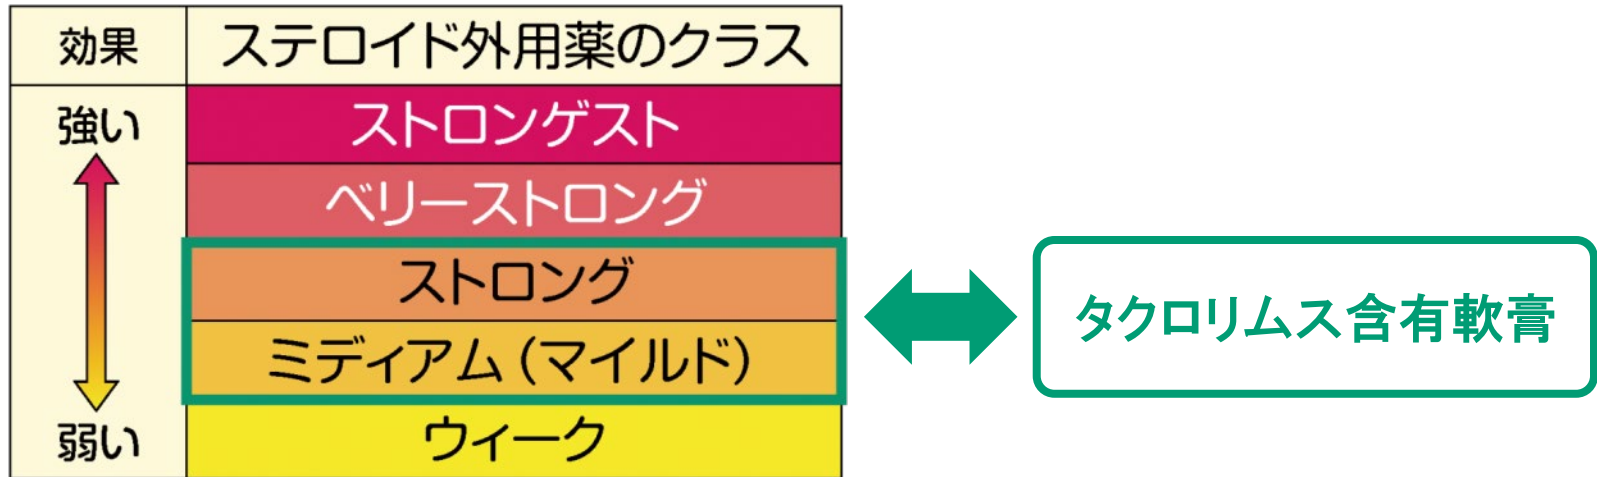 効果
ステロイド外用薬のクラス
強い
ストロンゲスト
ベリーストロング
ストロング
ミディアム(マイルド)
弱い
ウィーク
タクロリムス含有軟膏